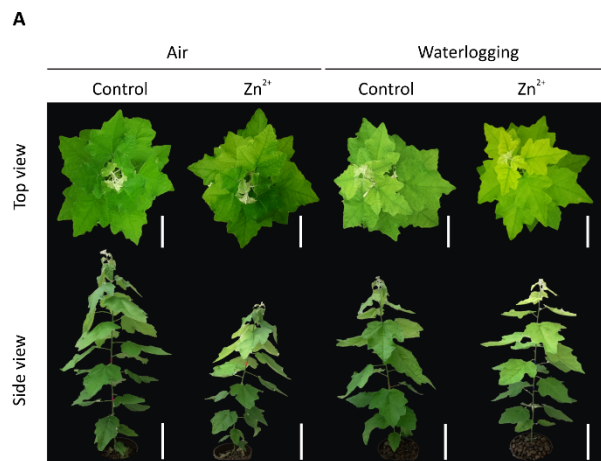 A
Air Waterlogging
Control Zn²⁺ Control Zn²⁺
Top view
Side view